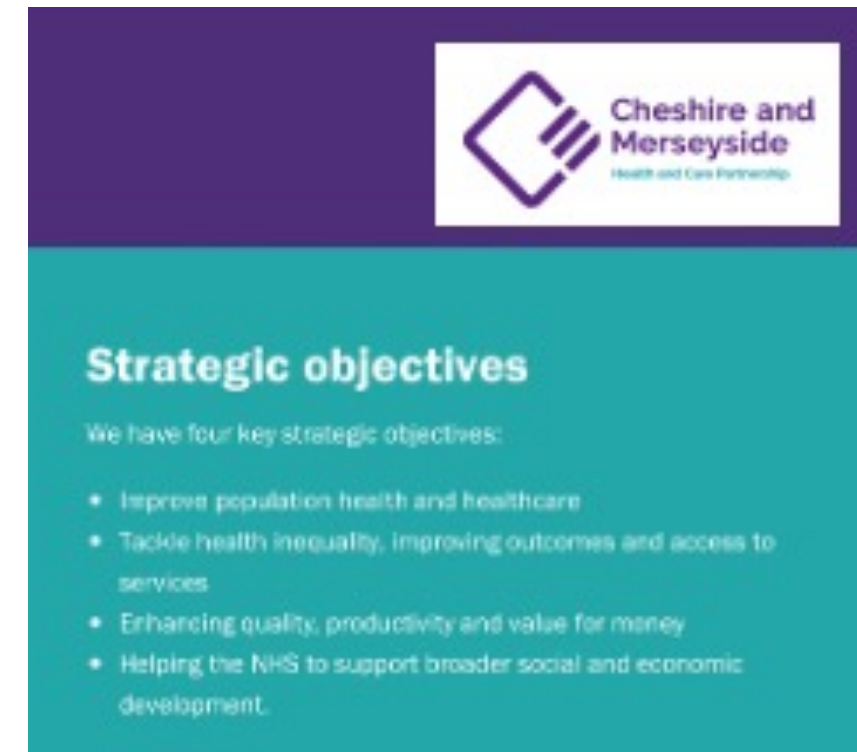 Cheshire and
Merseyside
Health and Care Partnership
Strategic objectives
We have four key strategic objectives:
• Improve population health and healthcare
• Tackle health inequality, improving outcomes and access to
services
• Enhancing quality, productivity and value for money
• Helping the NHS to support broader social and economic
development.